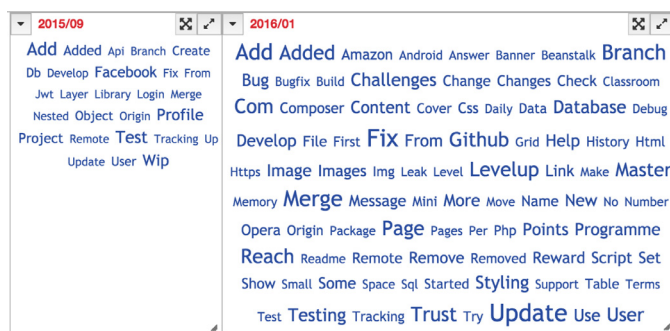 2015/09
Add Added Api Branch Create
Db Develop Facebook Fix From
Jwt Layer Library Login Merge
Nested Object Origin Profile
Project Remote Test Tracking Up
Update User Wip
2016/01
Add Added Amazon Android Answer Banner Beanstalk Branch
Bug Bugfix Build Challenges Change Changes Check Classroom
Com Composer Content Cover Css Daily Data Database Debug
Develop File First Fix From Github Grid Help History Html
Https Image Images Img Leak Level Levelup Link Make Master
Memory Merge Message Mini More Move Name New No Number
Opera Origin Package Page Pages Per Php Points Programme
Reach Readme Remote Remove Removed Reward Script Set
Show Small Some Space Sql Started Styling Support Table Terms
Test Testing Tracking Trust Try Update Use User